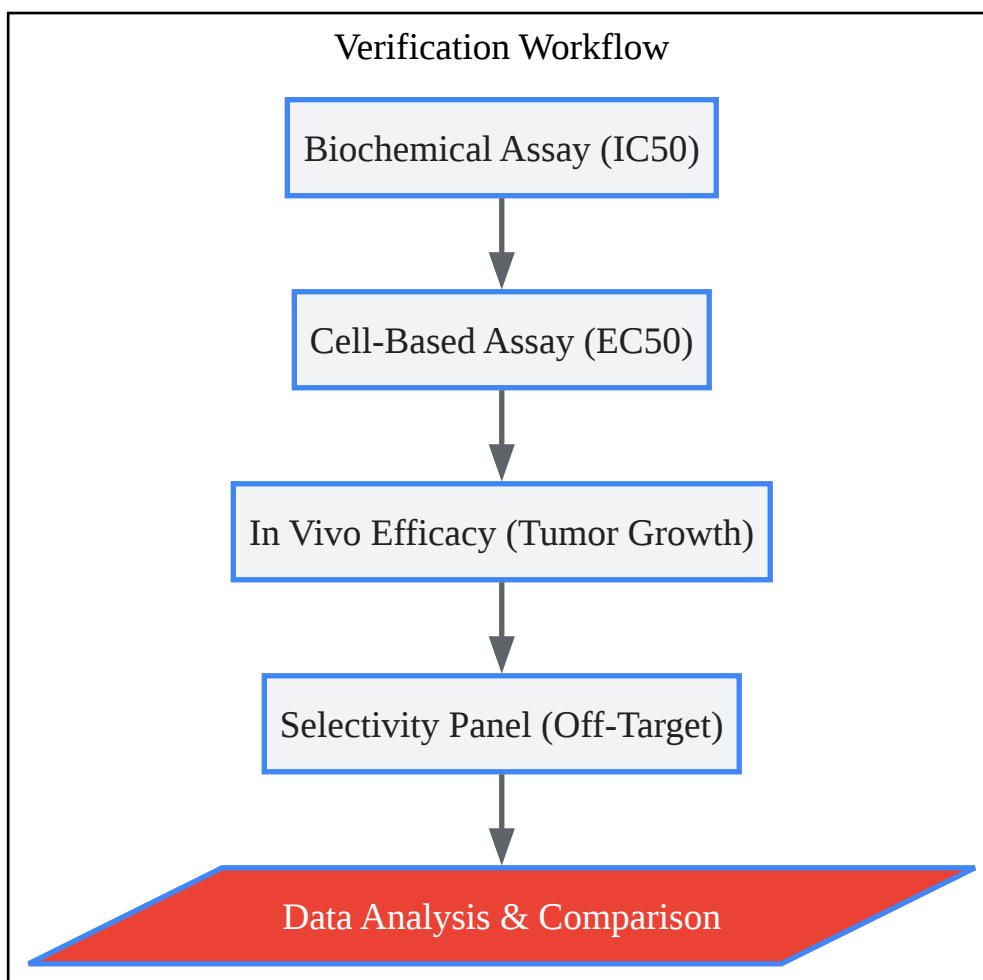 Verification Workflow
Biochemical Assay (IC50)
Cell-Based Assay (EC50)
In Vivo Efficacy (Tumor Growth)
Selectivity Panel (Off-Target)
Data Analysis & Comparison